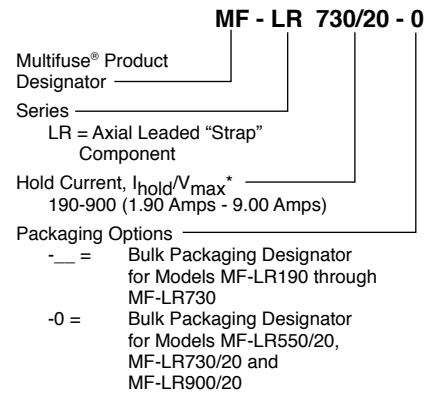 MF - LR 730/20 - 0
Multifuse® Product
Designator
Series
LR = Axial Leaded “Strap”
Component
Hold Current, Ihold/Vmax*
190-900 (1.90 Amps - 9.00 Amps)
Packaging Options
-__ = Bulk Packaging Designator
for Models MF-LR190 through
MF-LR730
-0 = Bulk Packaging Designator
for Models MF-LR550/20,
MF-LR730/20 and
MF-LR900/20